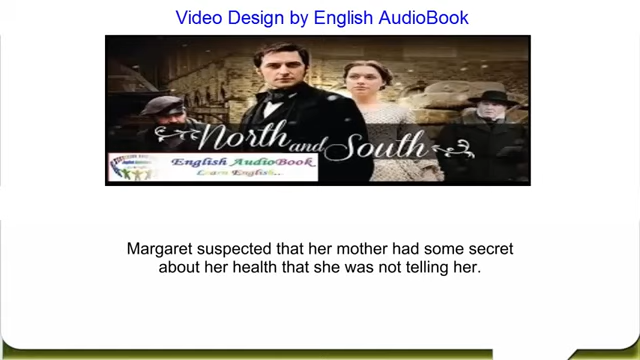 Video Design by English AudioBook
North and South
English AudioBook
Learn English...
Margaret suspected that her mother had some secret
about her health that she was not telling her.